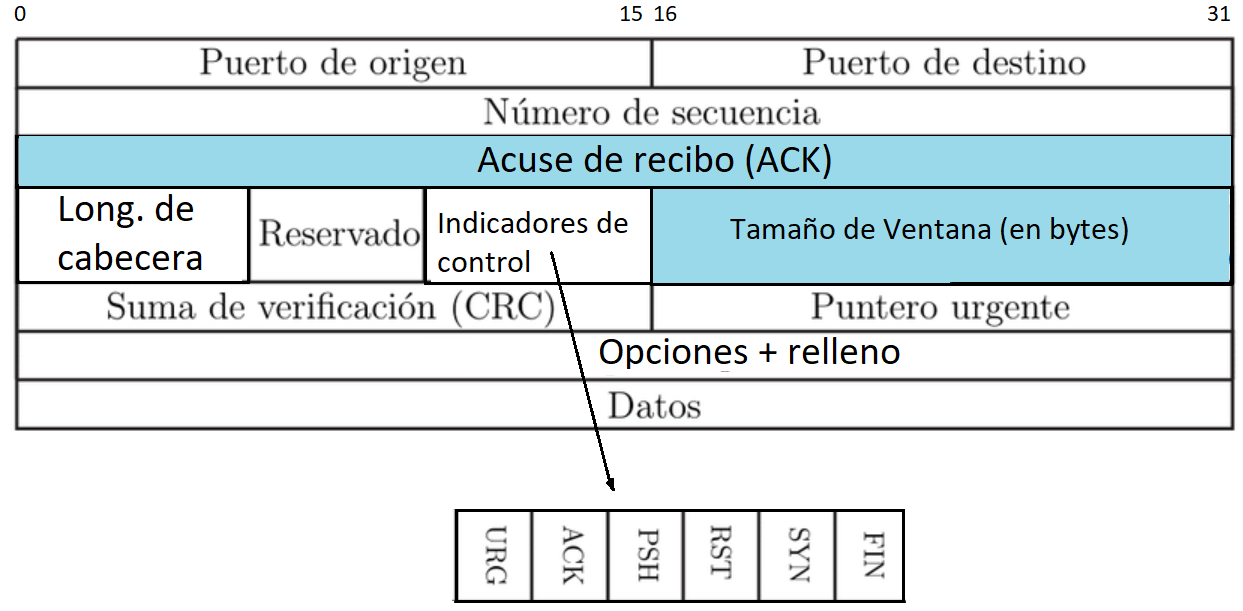 0 15 16 31
Puerto de origen Puerto de destino
Número de secuencia
Acuse de recibo (ACK)
Long. de cabecera Reservado Indicadores de control Tamaño de Ventana (en bytes)
Suma de verificación (CRC) Puntero urgente
Opciones + relleno
Datos
URG ACK PSH RST SYN FIN